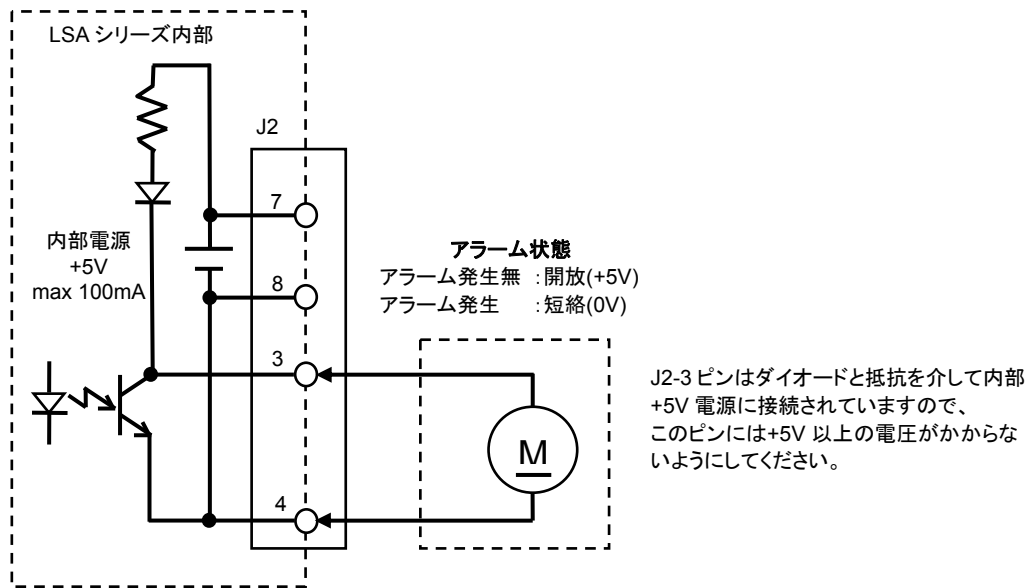 LSA シリーズ内部
J2
7
内部電源
+5V
max 100mA
8
アラーム状態
アラーム発生無 :開放(+5V)
アラーム発生 :短絡(0V)
3
J2-3 ピンはダイオードと抵抗を介して内部
+5V 電源に接続されていますので、
このピンには+5V 以上の電圧がかからな
いようにしてください。
M
4